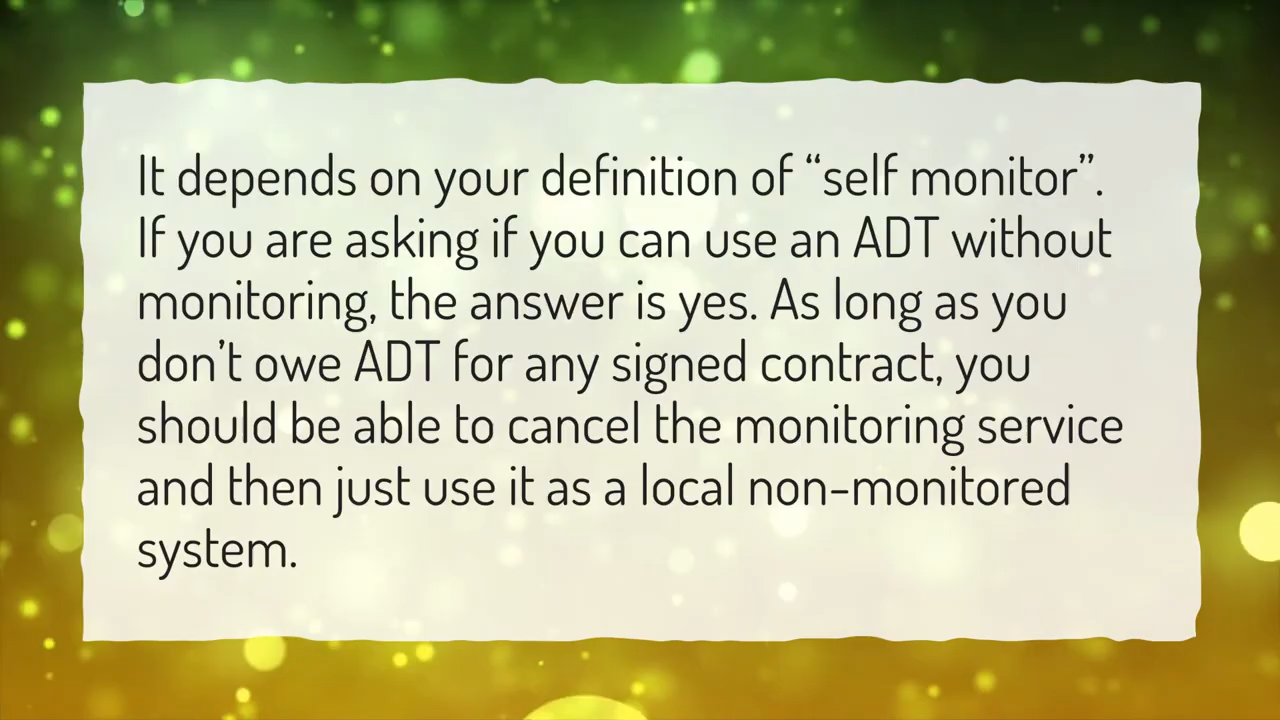 It depends on your definition of “self monitor”.
If you are asking if you can use an ADT without
monitoring, the answer is yes. As long as you
don’t owe ADT for any signed contract, you
should be able to cancel the monitoring service
and then just use it as a local non-monitored
system.